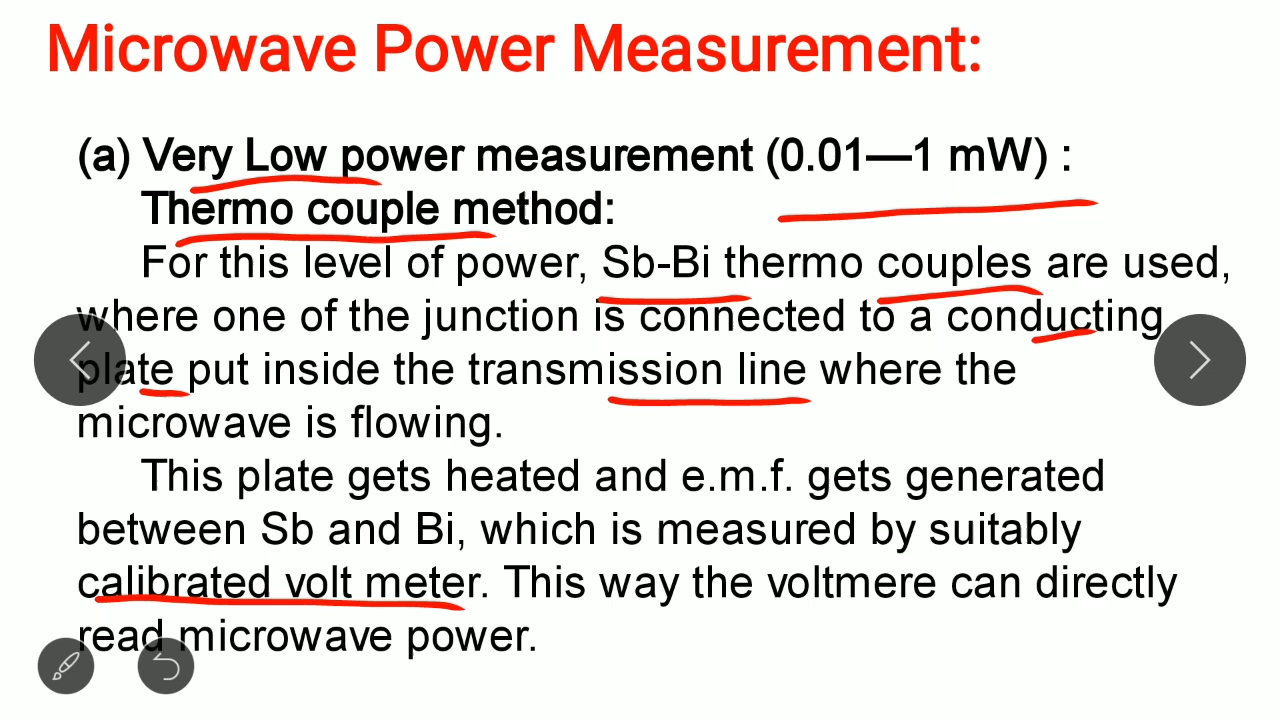 Microwave Power Measurement:
(a) Very Low power measurement (0.01—1 mW) :
Thermo couple method:
For this level of power, Sb-Bi thermo couples are used,
where one of the junction is connected to a conducting
plate put inside the transmission line where the
microwave is flowing.
This plate gets heated and e.m.f. gets generated
between Sb and Bi, which is measured by suitably
calibrated volt meter. This way the voltmere can directly
read microwave power.